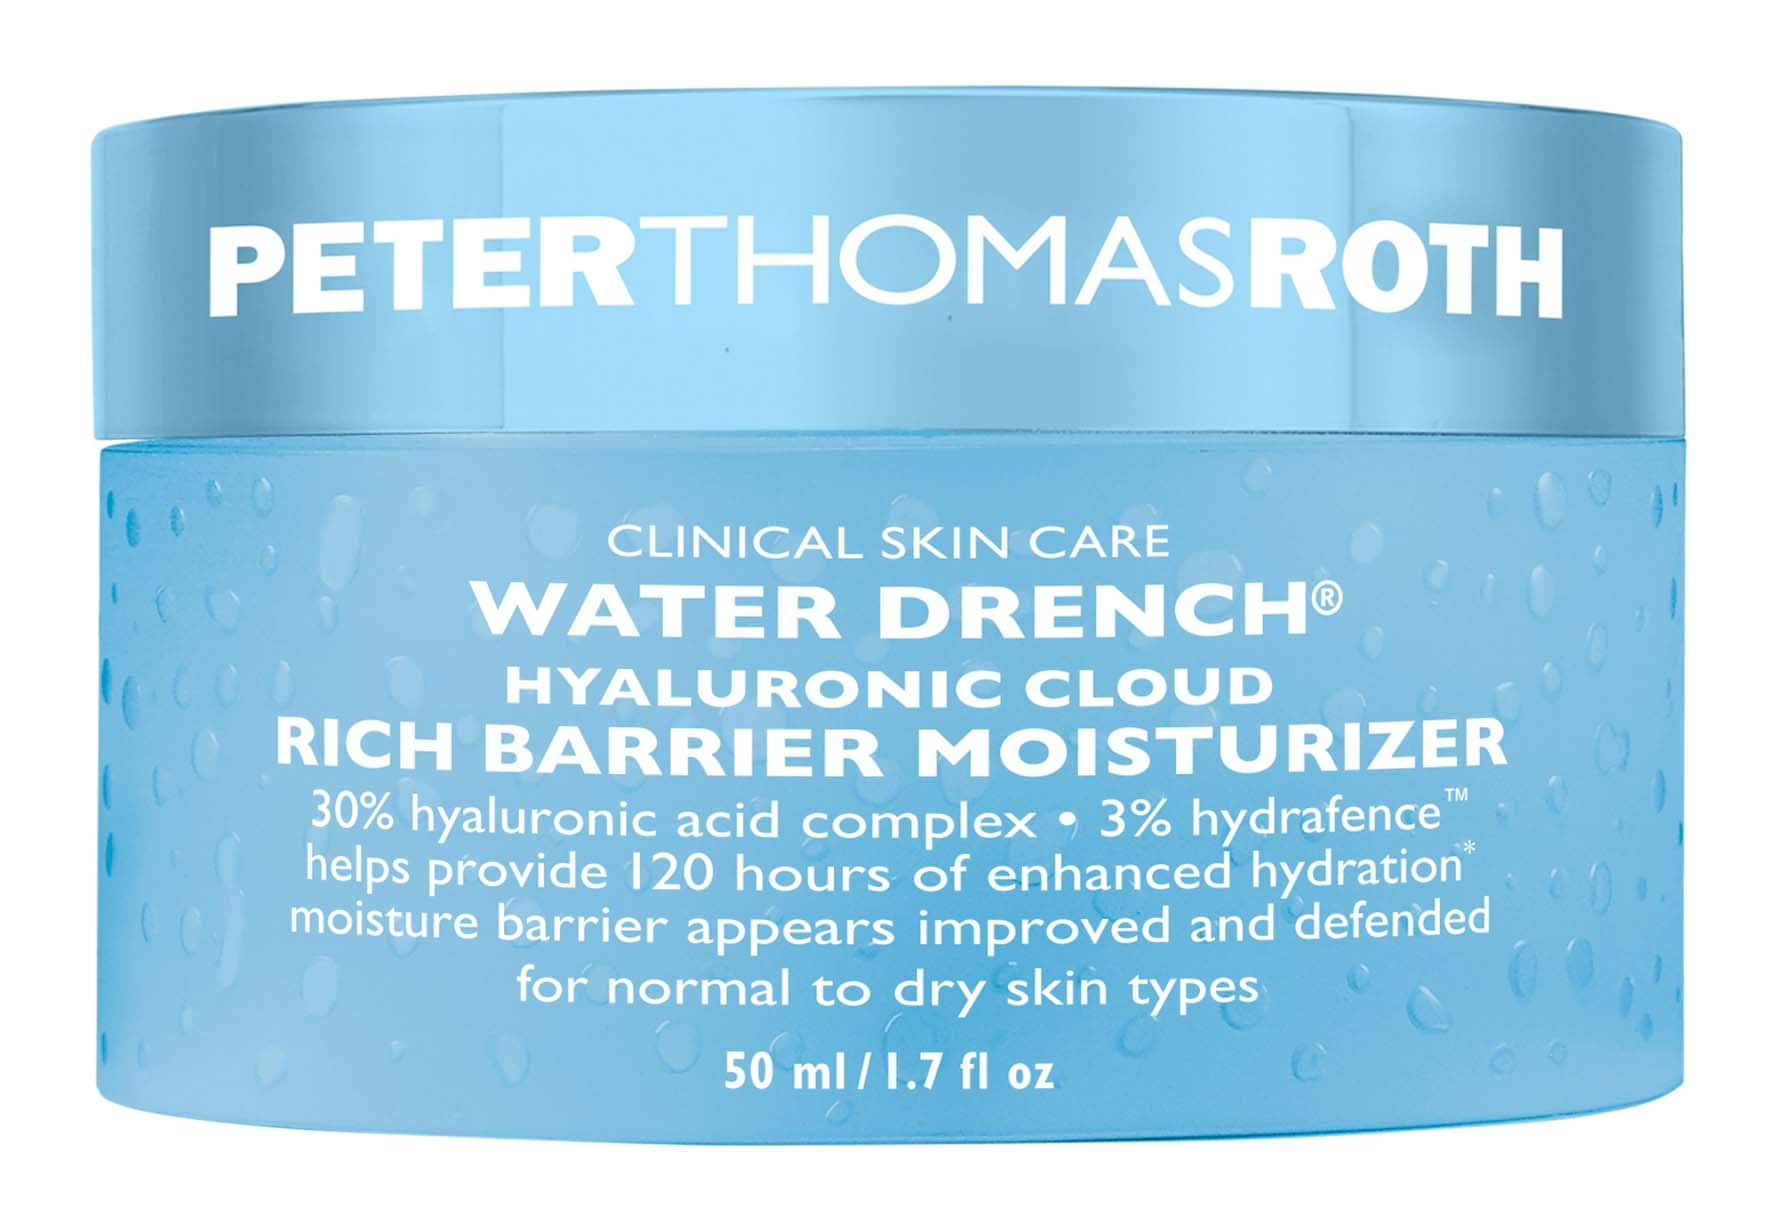 PETERTHOMASROTH
CLINICAL SKIN CARE
WATER DRENCH®
HYALURONIC CLOUD
RICH BARRIER MOISTURIZER
30% hyaluronic acid complex • 3% hydrafence™
helps provide 120 hours of enhanced hydration*
moisture barrier appears improved and defended
for normal to dry skin types
50 ml / 1.7 fl oz